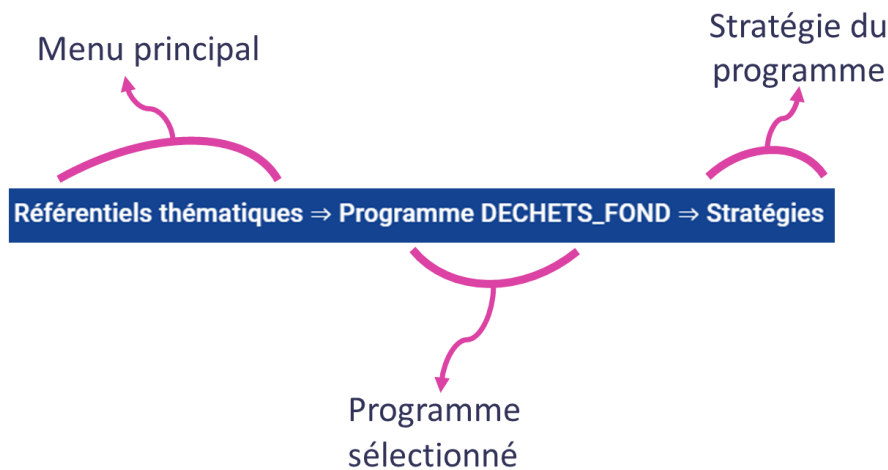 Menu principal
Stratégie du
programme
Référentiels thématiques ⇒ Programme DECHETS_FOND ⇒ Stratégies
Programme
sélectionné